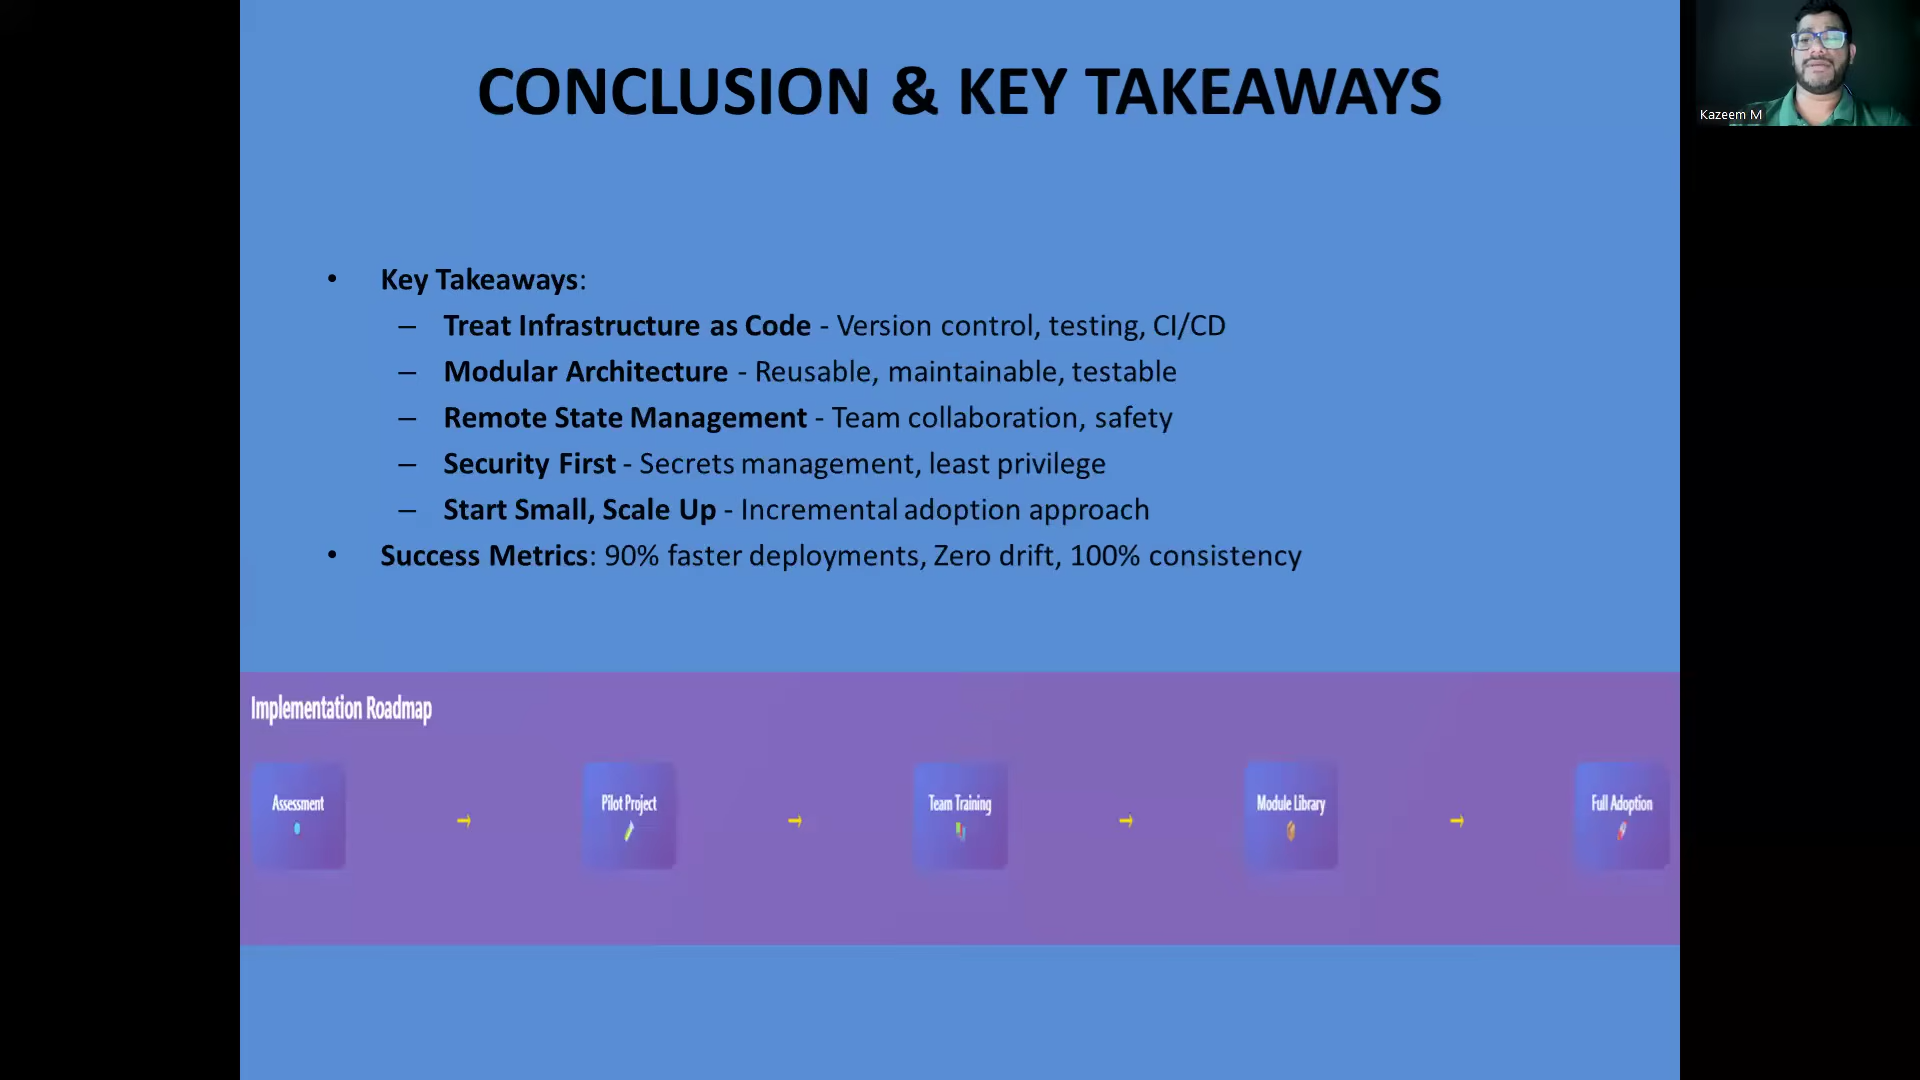 CONCLUSION & KEY TAKEAWAYS
Kazeem M
• Key Takeaways:
– Treat Infrastructure as Code - Version control, testing, CI/CD
– Modular Architecture - Reusable, maintainable, testable
– Remote State Management - Team collaboration, safety
– Security First - Secrets management, least privilege
– Start Small, Scale Up - Incremental adoption approach
• Success Metrics: 90% faster deployments, Zero drift, 100% consistency
Implementation Roadmap
Assessment → Pilot Project → Team Training → Module Library → Full Adoption